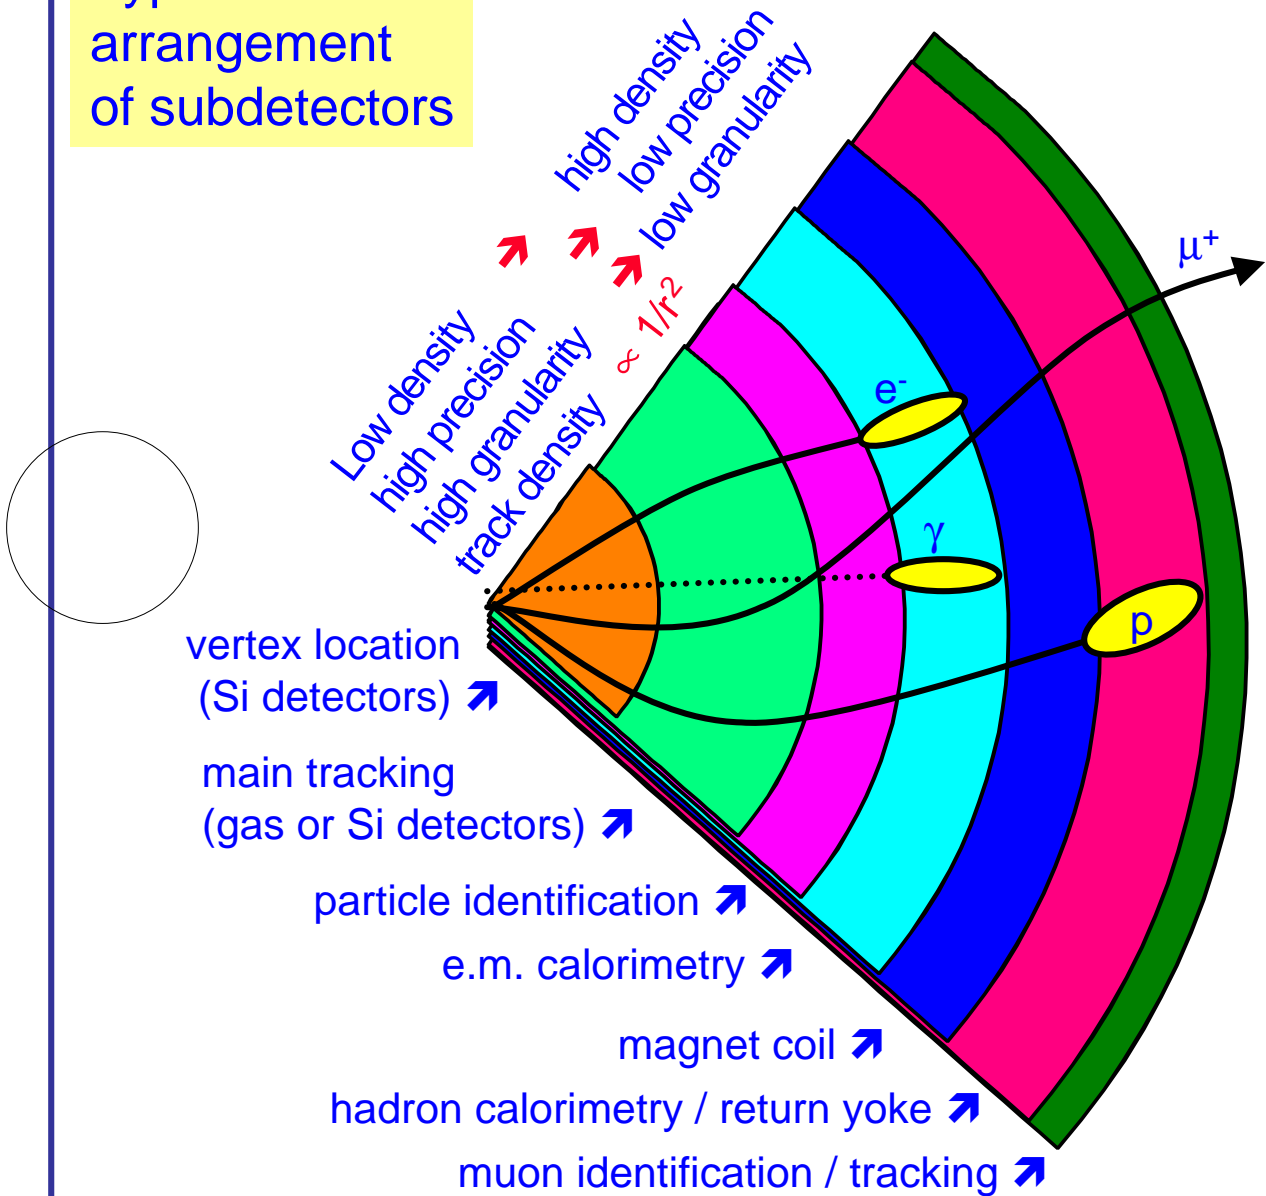 arrangement
of subdetectors
high density
low precision
low granularity
Low density
high precision
high granularity
track density ∝ 1/r²
μ⁺
e⁻
γ
p
vertex location
(Si detectors)
main tracking
(gas or Si detectors)
particle identification
e.m. calorimetry
magnet coil
hadron calorimetry / return yoke
muon identification / tracking